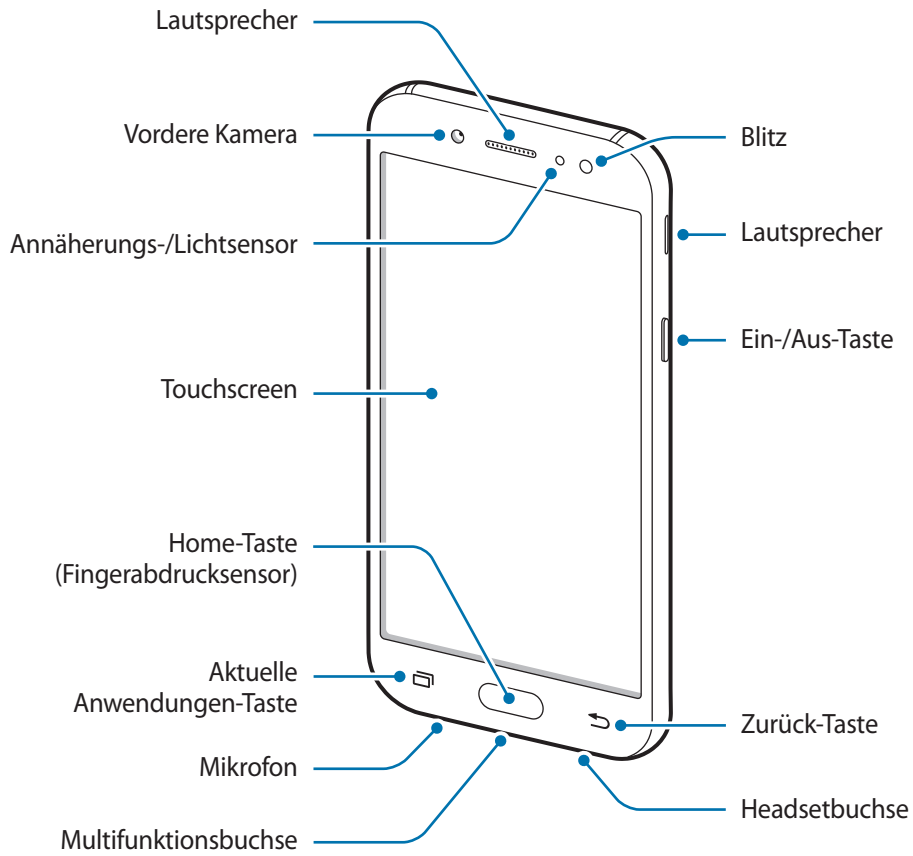 Lautsprecher
Vordere Kamera
Annäherungs-/Lichtsensor
Touchscreen
Home-Taste
(Fingerabdrucksensor)
Aktuelle
Anwendungen-Taste
Mikrofon
Multifunktionsbuchse
Blitz
Lautsprecher
Ein-/Aus-Taste
Zurück-Taste
Headsetbuchse